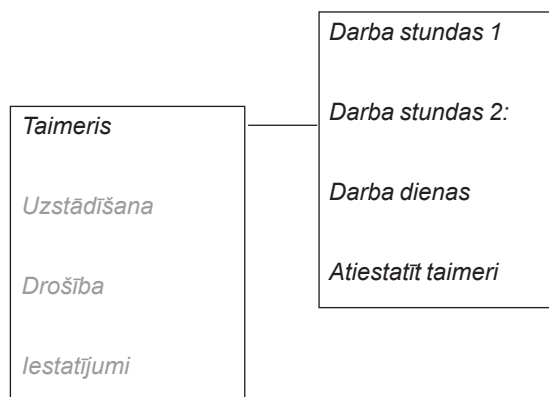 Taimeris
Uzstādīšana
Drošība
Iestatījumi
Darba stundas 1
Darba stundas 2:
Darba dienas
Atiestatīt taimeri